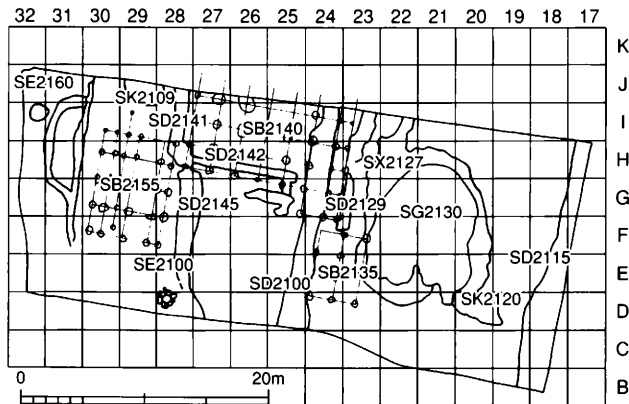 32 31 30 29 28 27 26 25 24 23 22 21 20 19 18 17
K
J
SE2160
SK2109
SD2141
I
SB2140
SD2142
SX2127
H
SB2155
G
SD2145
SD2129
SG2130
F
SE2100
SD2100
SB2135
SD2115
E
SK2120
D
C
0 20m
B